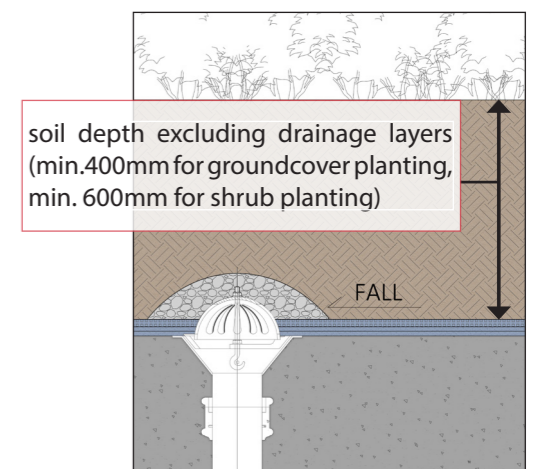 soil depth excluding drainage layers
(min.400mm for groundcover planting,
min. 600mm for shrub planting)
FALL